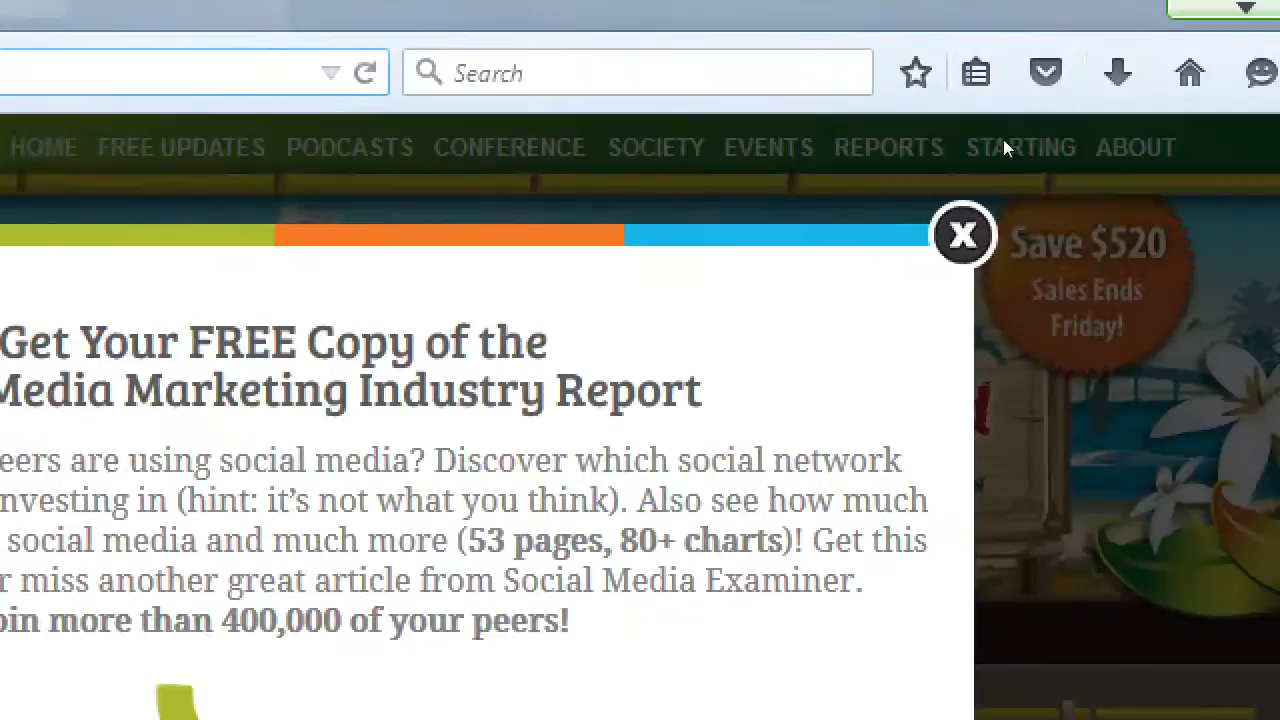 Search
HOME FREE UPDATES PODCASTS CONFERENCE SOCIETY EVENTS REPORTS STARTING ABOUT
X
Save $520
Sales Ends
Friday!
Get Your FREE Copy of the
Media Marketing Industry Report
eers are using social media? Discover which social network
nvesting in (hint: it's not what you think). Also see how much
social media and much more (53 pages, 80+ charts)! Get this
r miss another great article from Social Media Examiner.
oin more than 400,000 of your peers!